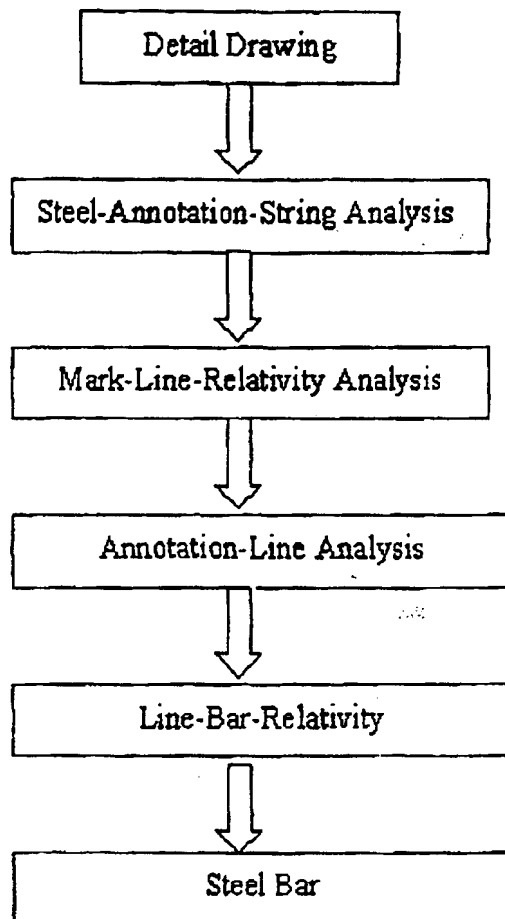 Detail Drawing
Steel-Annotation-String Analysis
Mark-Line-Relativity Analysis
Annotation-Line Analysis
Line-Bar-Relativity
Steel Bar